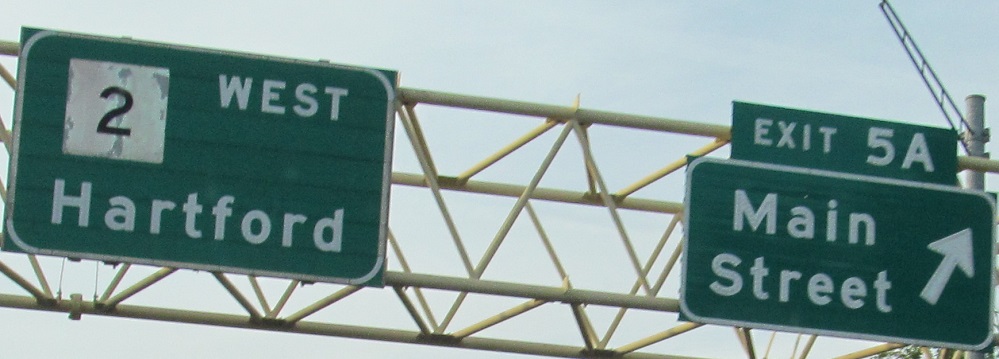 2 WEST
Hartford
EXIT 5A
Main
Street